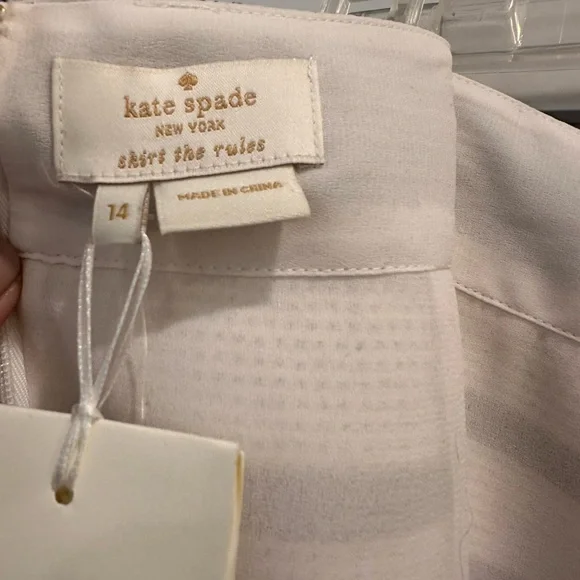 kate spade
NEW YORK
skirt the rules
14
MADE IN CHINA